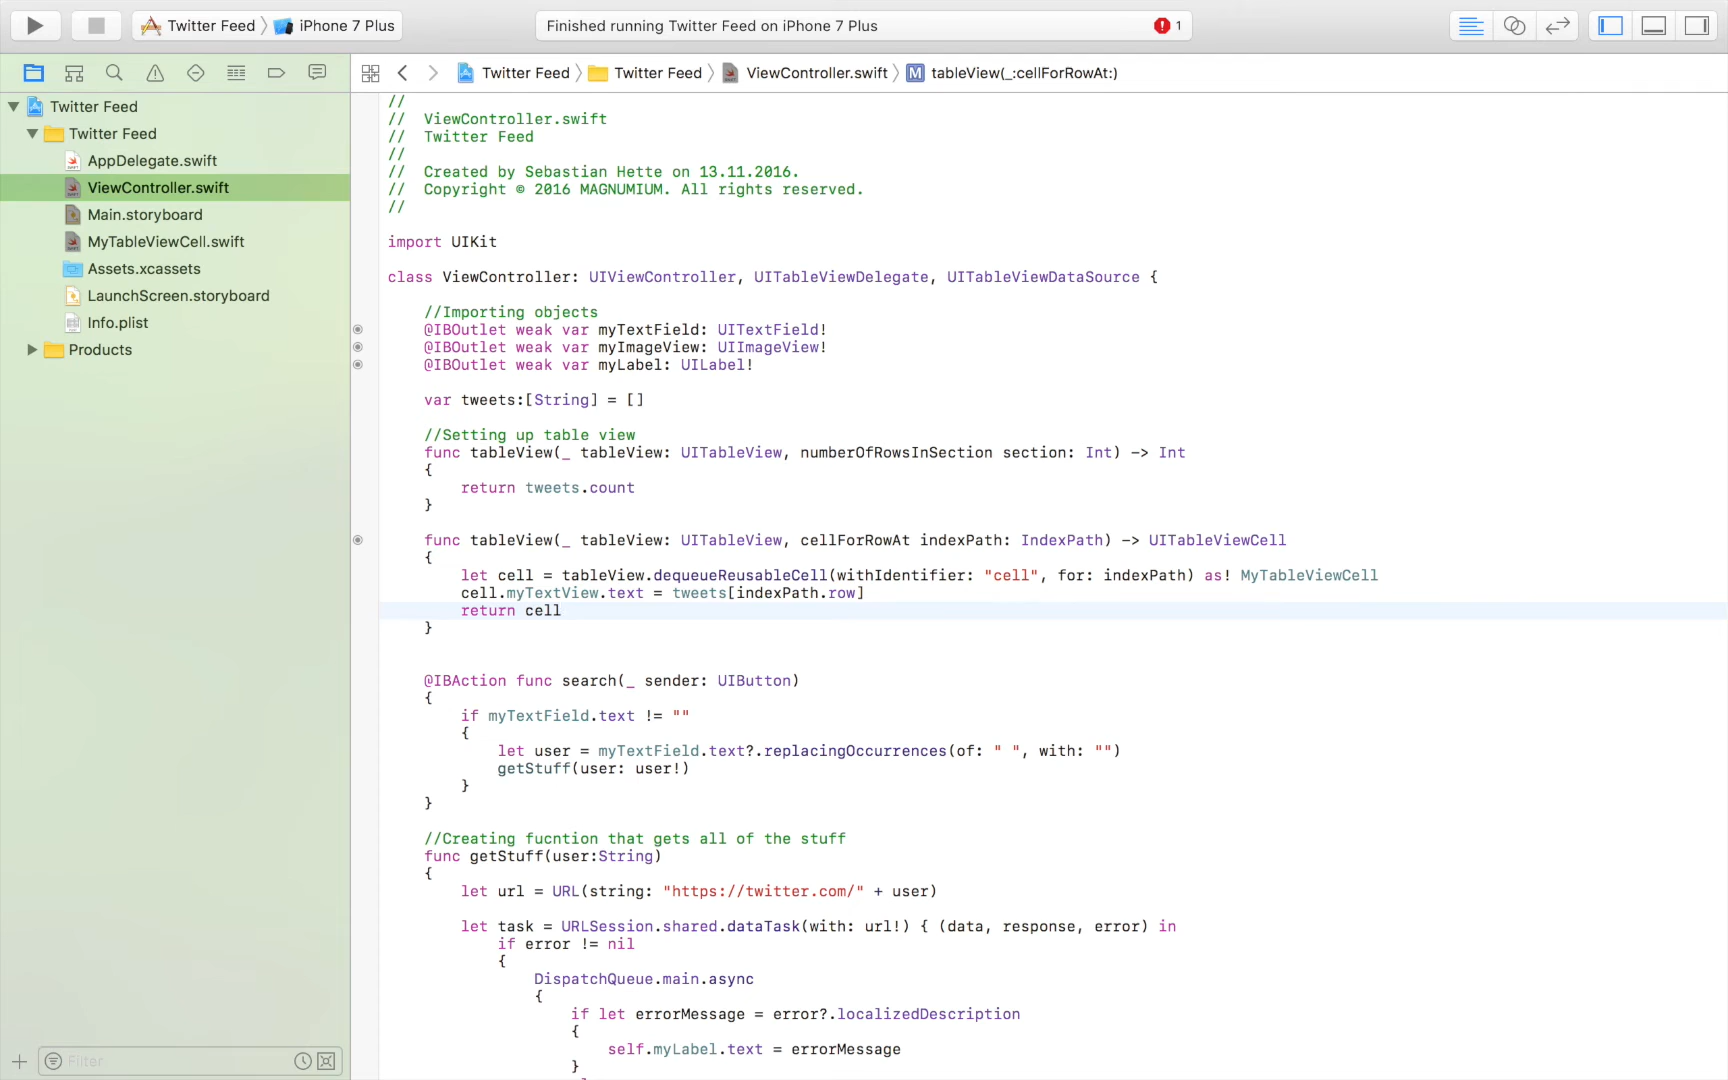 Twitter Feed
iPhone 7 Plus
Finished running Twitter Feed on iPhone 7 Plus
1
Twitter Feed
Twitter Feed
ViewController.swift
M
tableView(_:cellForRowAt:)
Twitter Feed
Twitter Feed
AppDelegate.swift
ViewController.swift
Main.storyboard
MyTableViewCell.swift
Assets.xcassets
LaunchScreen.storyboard
Info.plist
Products
Filter
//
//  ViewController.swift
//  Twitter Feed
//
//  Created by Sebastian Hette on 13.11.2016.
//  Copyright © 2016 MAGNUMIUM. All rights reserved.
//
import UIKit
class ViewController: UIViewController, UITableViewDelegate, UITableViewDataSource {
    //Importing objects
    @IBOutlet weak var myTextField: UITextField!
    @IBOutlet weak var myImageView: UIImageView!
    @IBOutlet weak var myLabel: UILabel!
    var tweets:[String] = []
    //Setting up table view
    func tableView(_ tableView: UITableView, numberOfRowsInSection section: Int) -> Int
    {
        return tweets.count
    }
    func tableView(_ tableView: UITableView, cellForRowAt indexPath: IndexPath) -> UITableViewCell
    {
        let cell = tableView.dequeueReusableCell(withIdentifier: "cell", for: indexPath) as! MyTableViewCell
        cell.myTextView.text = tweets[indexPath.row]
        return cell
    }
    @IBAction func search(_ sender: UIButton)
    {
        if myTextField.text != ""
        {
            let user = myTextField.text?.replacingOccurrences(of: " ", with: "")
            getStuff(user: user!)
        }
    }
    //Creating fucntion that gets all of the stuff
    func getStuff(user:String)
    {
        let url = URL(string: "https://twitter.com/" + user)
        let task = URLSession.shared.dataTask(with: url!) { (data, response, error) in
            if error != nil
            {
                DispatchQueue.main.async
                {
                    if let errorMessage = error?.localizedDescription
                    {
                        self.myLabel.text = errorMessage
                    }